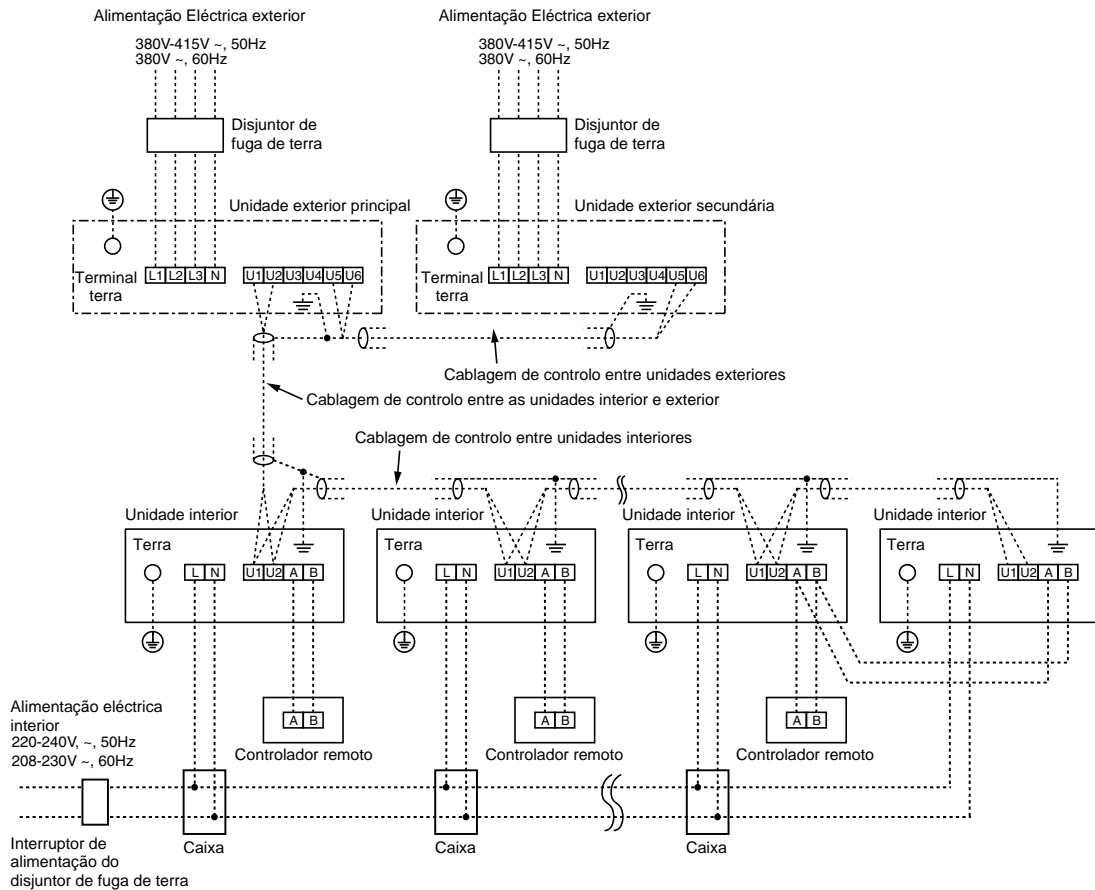 Alimentação Eléctrica exterior
Alimentação Eléctrica exterior
380V-415V ~, 50Hz
380V ~, 60Hz
380V-415V ~, 50Hz
380V ~, 60Hz
Disjuntor de
fuga de terra
Disjuntor de
fuga de terra
Unidade exterior principal
Unidade exterior secundária
Terminal
terra
L1 L2 L3 N
U1 U2 U3 U4 U5 U6
Terminal
terra
L1 L2 L3 N
U1 U2 U3 U4 U5 U6
Cablagem de controlo entre unidades exteriores
Cablagem de controlo entre as unidades interior e exterior
Cablagem de controlo entre unidades interiores
Unidade interior
Unidade interior
Unidade interior
Unidade interior
Terra
Terra
Terra
Terra
L N
U1 U2 A B
L N
U1 U2 A B
L N
U1 U2 A B
L N
U1 U2 A B
A B
A B
A B
Controlador remoto
Controlador remoto
Controlador remoto
Alimentação eléctrica
interior
220-240V, ~, 50Hz
208-230V ~, 60Hz
Interruptor de
alimentação do
disjuntor de fuga de terra
Caixa
Caixa
Caixa